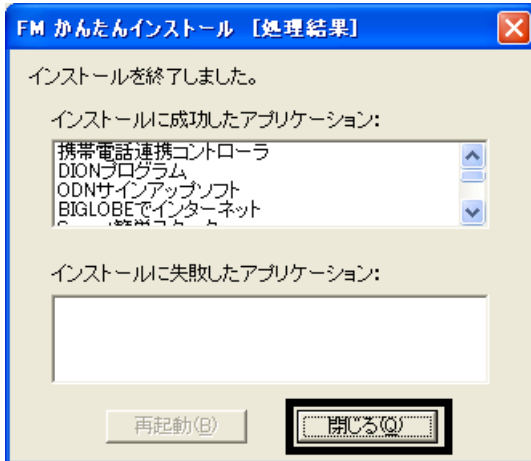 FM かんたんインストール [処理結果]
インストールを終了しました。
インストールに成功したアプリケーション:
携帯電話連携コントローラ
DIONプログラム
ODNサインアップソフト
BIGLOBEでインターネット
インストールに失敗したアプリケーション:
再起動(B) 閉じる(Q)